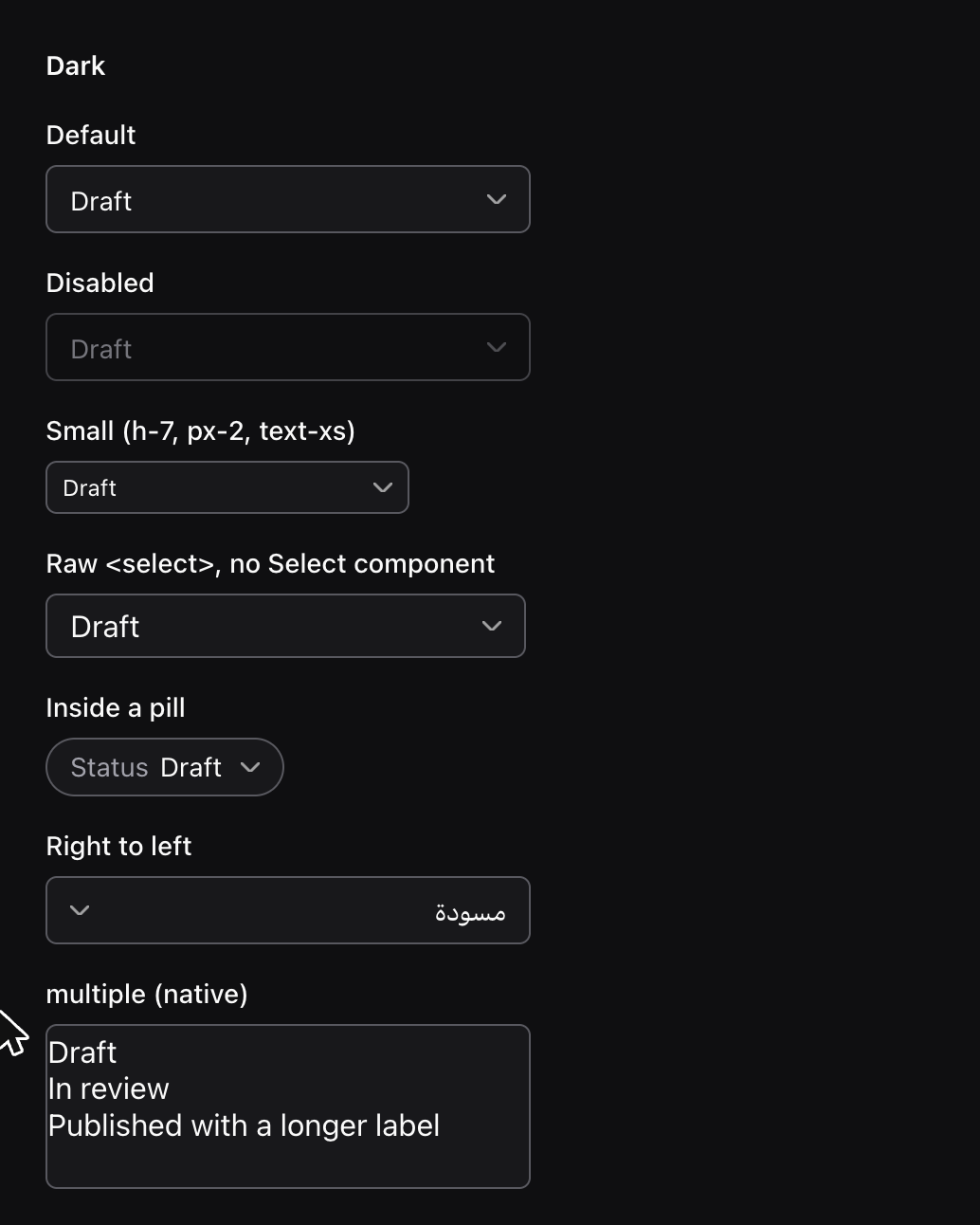 Dark
Default
Draft
Disabled
Draft
Small (h-7, px-2, text-xs)
Draft
Raw <select>, no Select component
Draft
Inside a pill
Status Draft
Right to left
مسودة
multiple (native)
Draft
In review
Published with a longer label